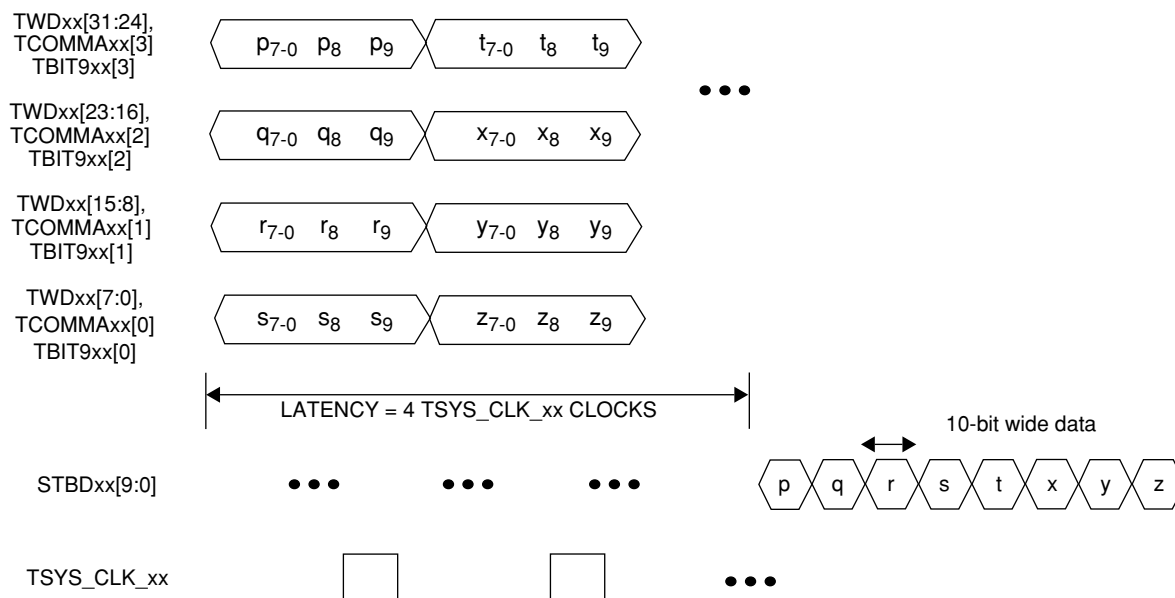 TWDxx[31:24],
TCOMMAxx[3]
TBIT9xx[3]
p7-0 p8 p9 t7-0 t8 t9
TWDxx[23:16],
TCOMMAxx[2]
TBIT9xx[2]
q7-0 q8 q9 x7-0 x8 x9
TWDxx[15:8],
TCOMMAxx[1]
TBIT9xx[1]
r7-0 r8 r9 y7-0 y8 y9
TWDxx[7:0],
TCOMMAxx[0]
TBIT9xx[0]
s7-0 s8 s9 z7-0 z8 z9
LATENCY = 4 TSYS_CLK_xx CLOCKS
10-bit wide data
STBDxx[9:0]
p q r s t x y z
TSYS_CLK_xx